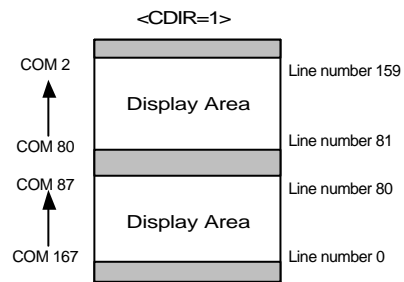 <CDIR=1>
COM 2
Line number 159
Display Area
COM 80
Line number 81
COM 87
Line number 80
Display Area
COM 167
Line number 0